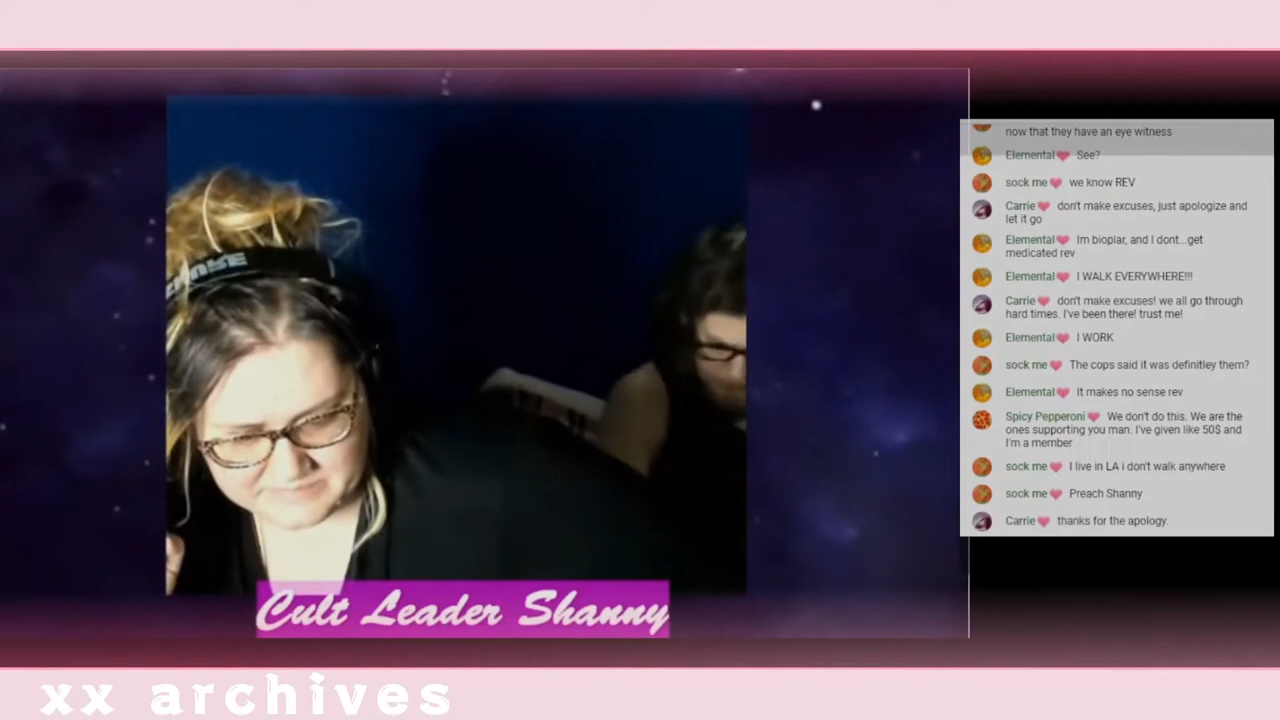 now that they have an eye witness
Elemental See?
sock me we know REV
Carrie don't make excuses, just apologize and
let it go
Elemental Im bioplar, and I dont...get
medicated rev
Elemental I WALK EVERYWHERE!!!
Carrie don't make excuses! we all go through
hard times. I've been there! trust me!
Elemental I WORK
sock me The cops said it was definitley them?
Elemental It makes no sense rev
Spicy Pepperoni We don't do this. We are the
ones supporting you man. I've given like 50$ and
I'm a member
sock me I live in LA i don't walk anywhere
sock me Preach Shanny
Carrie thanks for the apology.
Cult Leader Shanny
xx archives